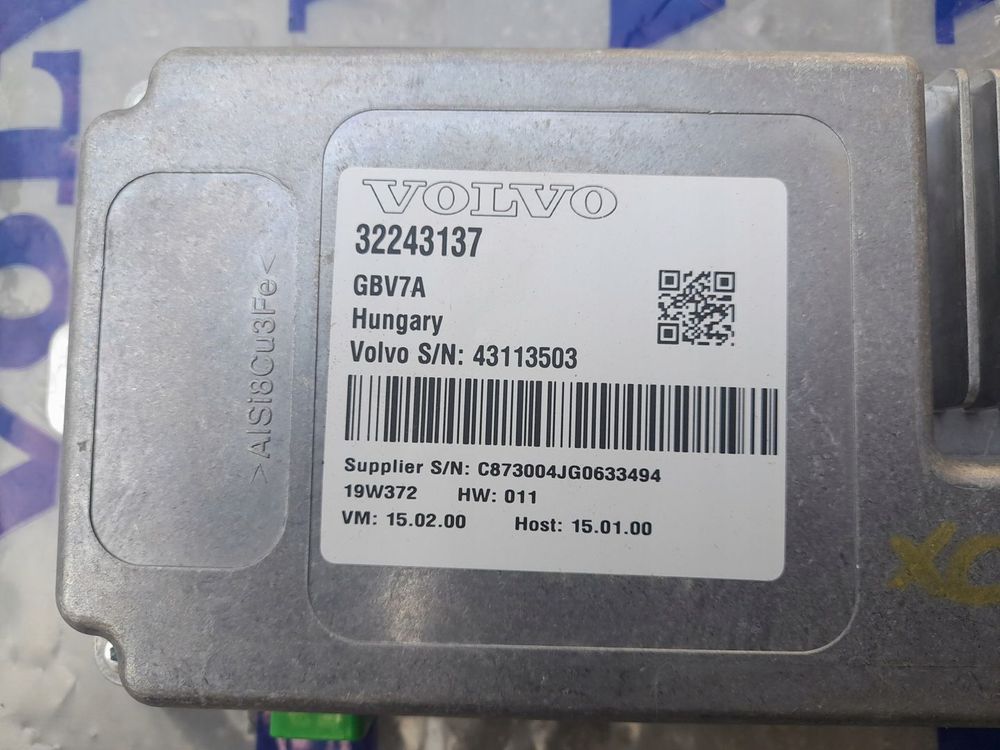 VOLVO
32243137
GBV7A
Hungary
Volvo S/N: 43113503
Supplier S/N: C873004JG0633494
19W372 HW: 011
VM: 15.02.00 Host: 15.01.00
>AlSi8Cu3Fe<